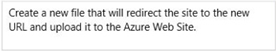 Create a new file that will redirect the site to the new
URL and upload it to the Azure Web Site.